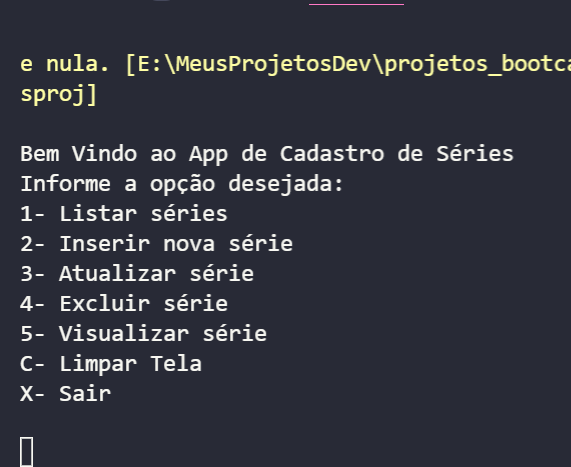 e nula. [E:\MeusProjetosDev\projetos_bootca
sproj]
Bem Vindo ao App de Cadastro de Séries
Informe a opção desejada:
1- Listar séries
2- Inserir nova série
3- Atualizar série
4- Excluir série
5- Visualizar série
C- Limpar Tela
X- Sair